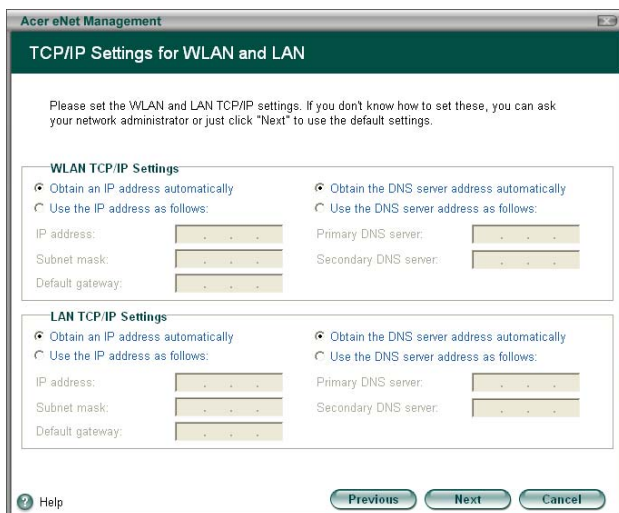 Acer eNet Management
TCP/IP Settings for WLAN and LAN
Please set the WLAN and LAN TCP/IP settings. If you don't know how to set these, you can ask
your network administrator or just click "Next" to use the default settings.
WLAN TCP/IP Settings
Obtain an IP address automatically
Use the IP address as follows:
IP address:
Subnet mask:
Default gateway:
Obtain the DNS server address automatically
Use the DNS server address as follows:
Primary DNS server:
Secondary DNS server:
LAN TCP/IP Settings
Obtain an IP address automatically
Use the IP address as follows:
IP address:
Subnet mask:
Default gateway:
Obtain the DNS server address automatically
Use the DNS server address as follows:
Primary DNS server:
Secondary DNS server:
? Help
Previous
Next
Cancel